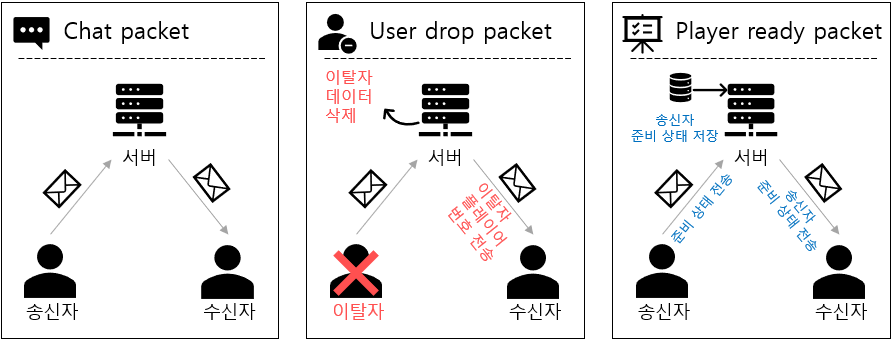 Chat packet
서버
송신자
수신자
User drop packet
이탈자
데이터
삭제
서버
이탈자
플레이어
번호 전송
이탈자
수신자
Player ready packet
송신자
준비 상태 저장
서버
준비 상태 전송
송신자
준비 상태 전송
송신자
수신자